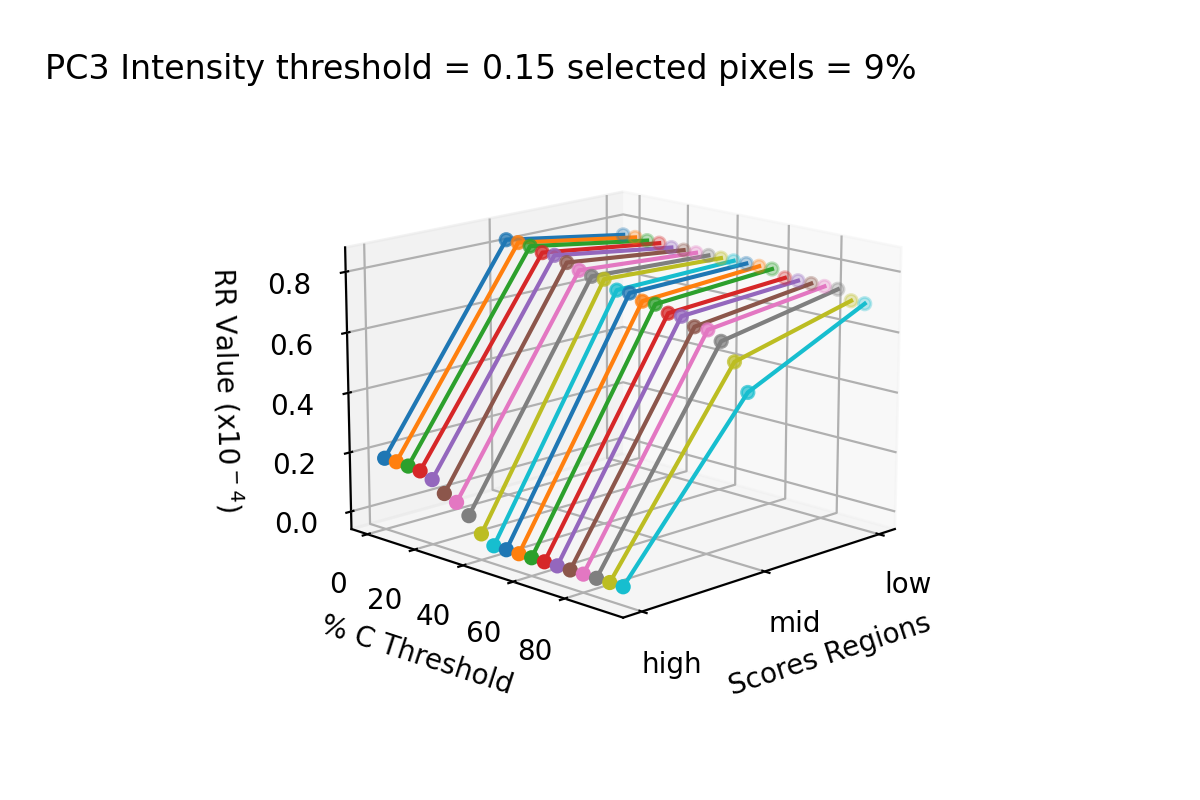 PC3 Intensity threshold = 0.15 selected pixels = 9%
RR Value (x10⁻⁴)
0.8
0.6
0.4
0.2
0.0
0
20
40
60
80
% C Threshold
high
mid
low
Scores Regions